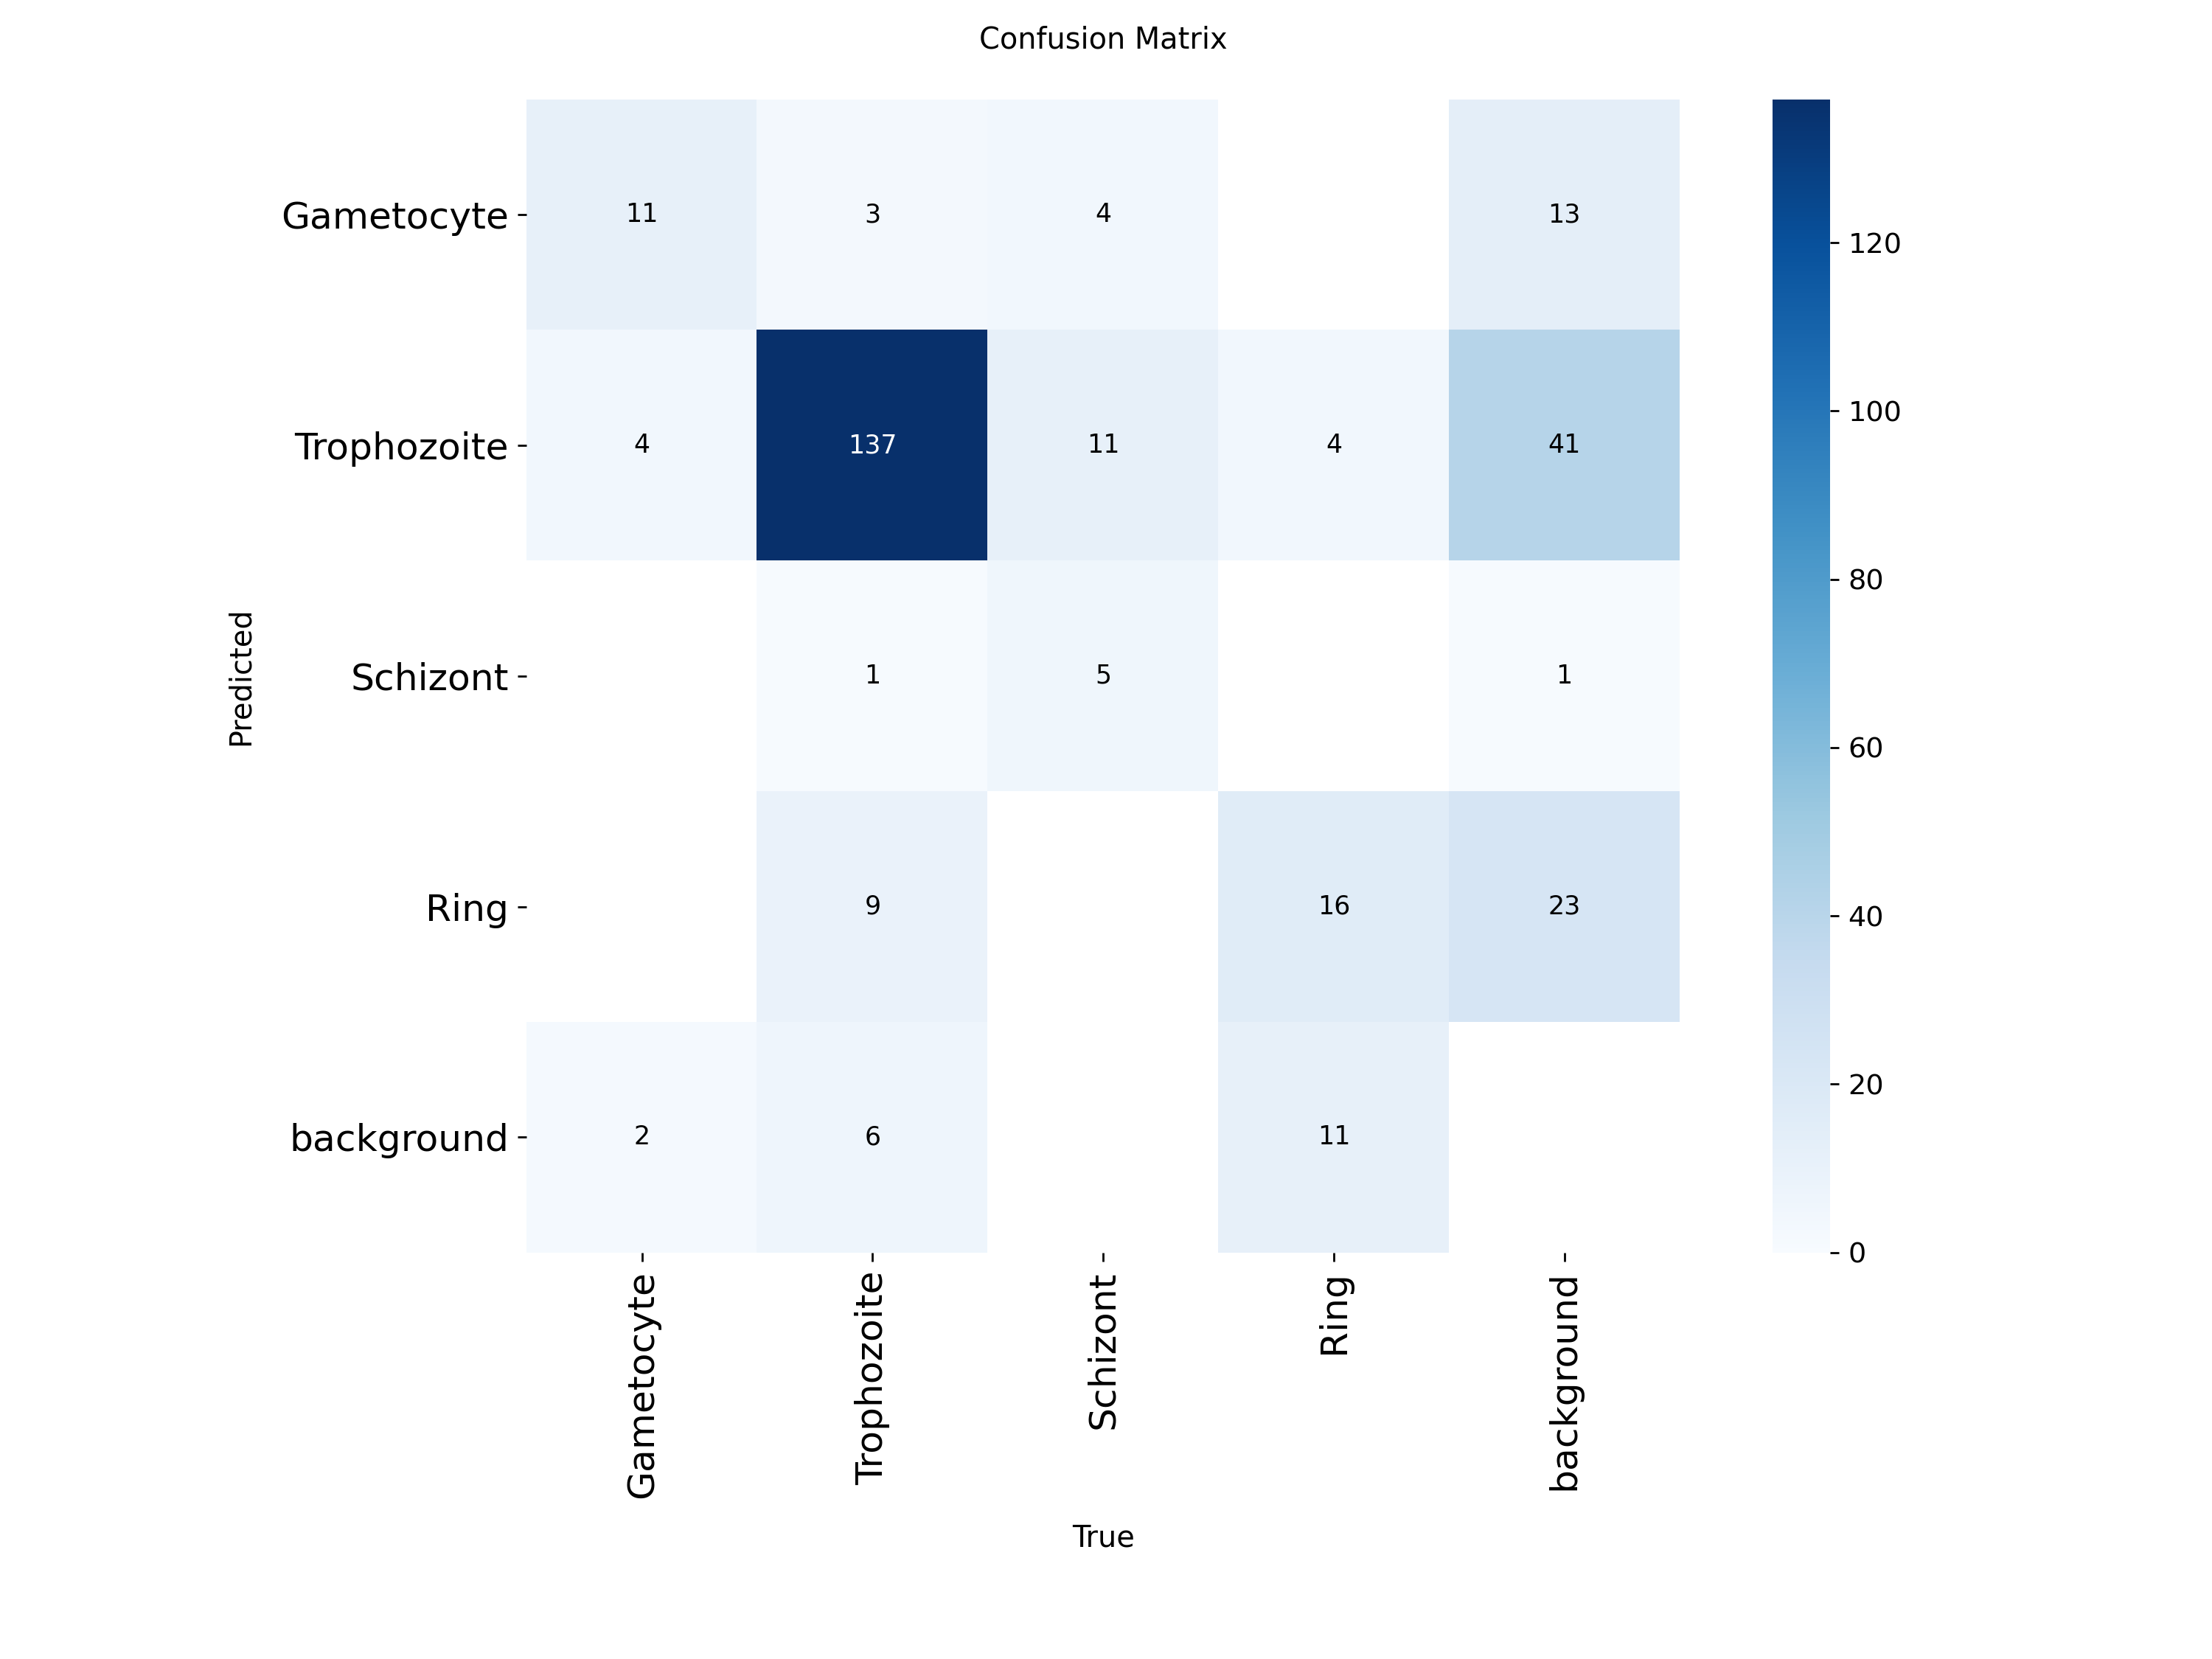 Confusion Matrix
Gametocyte 11 3 4 13
120
Trophozoite 4 137 11 4 41
100
80
Predicted
Schizont 1 5 1
60
Ring 9 16 23
40
20
background 2 6 11
0
Gametocyte Trophozoite Schizont Ring background
True